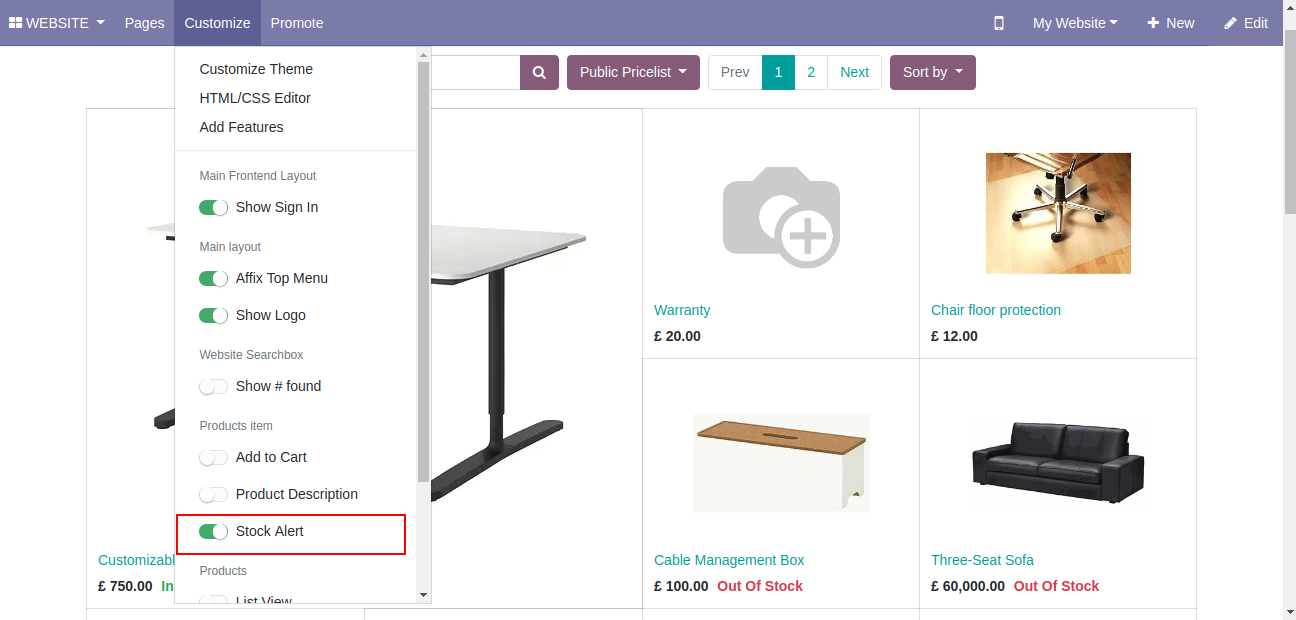 WEBSITE Pages Customize Promote My Website New Edit
Customize Theme
HTML/CSS Editor
Add Features
Main Frontend Layout
Show Sign In
Main layout
Affix Top Menu
Show Logo
Website Searchbox
Show # found
Products item
Add to Cart
Product Description
Stock Alert
Products
List View
Public Pricelist Prev 1 2 Next Sort by
Warranty
£ 20.00
Chair floor protection
£ 12.00
£ 750.00 In
Cable Management Box
£ 100.00 Out Of Stock
Three-Seat Sofa
£ 60,000.00 Out Of Stock